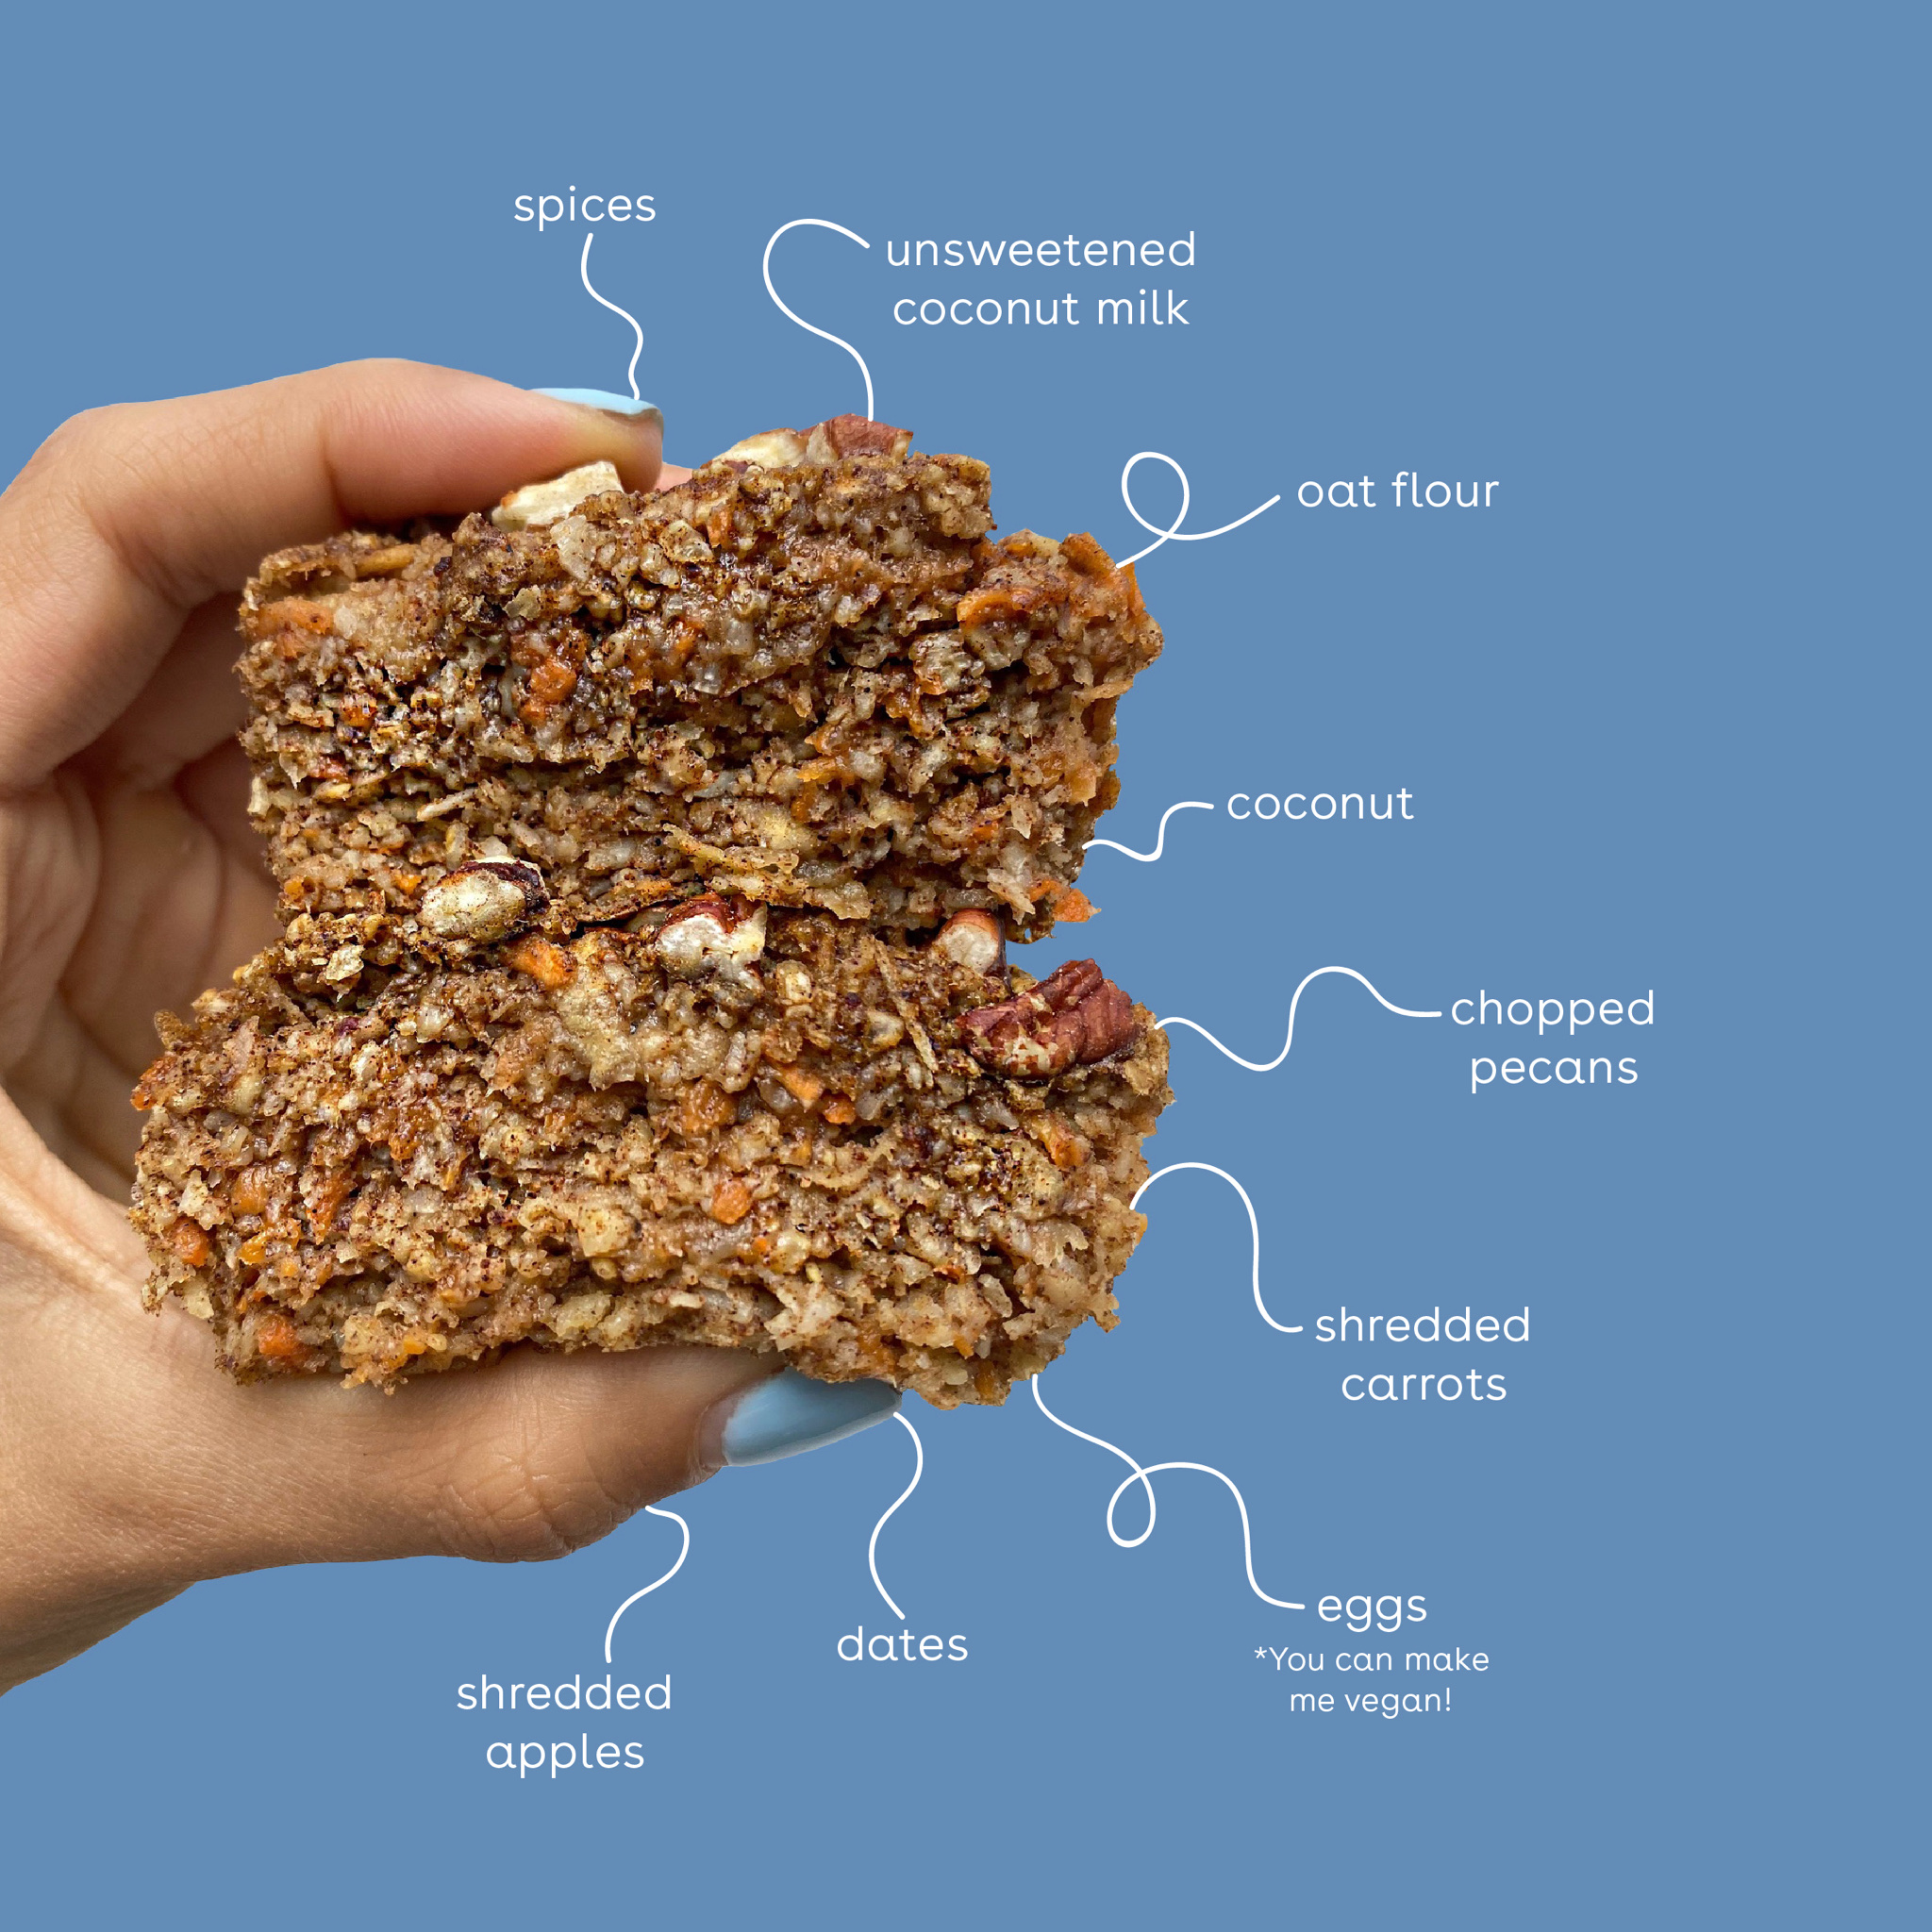 spices
unsweetened
coconut milk
oat flour
coconut
chopped
pecans
shredded
carrots
eggs
*You can make
me vegan!
dates
shredded
apples